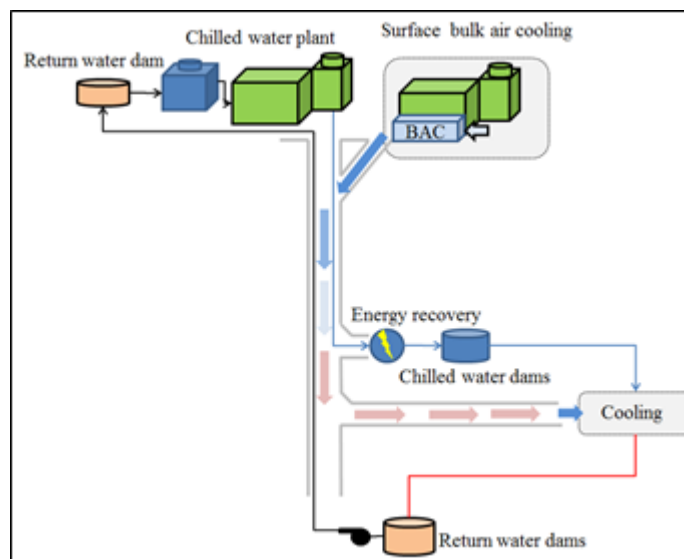 Chilled water plant
Surface bulk air cooling
Return water dam
BAC
Energy recovery
Chilled water dams
Cooling
Return water dams